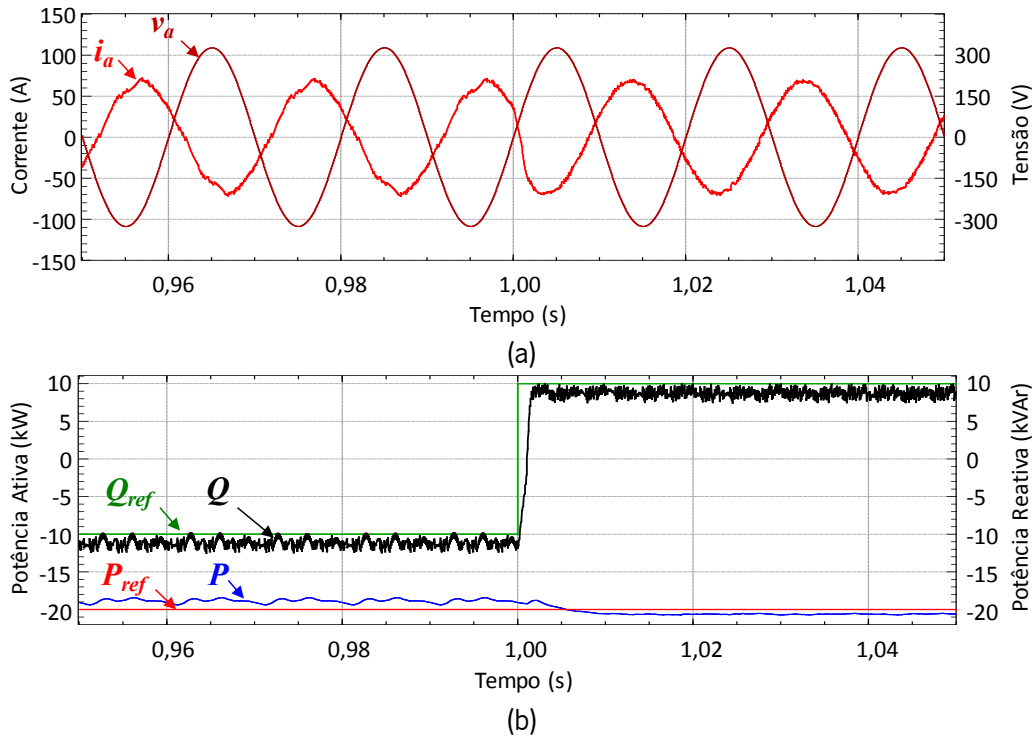 150
100
50
0
-50
-100
-150
Corrente (A)
i_a
v_a
300
150
0
-150
-300
Tensão (V)
0,96
0,98
1,00
1,02
1,04
Tempo (s)
(a)
10
5
0
-5
-10
-15
-20
Potência Ativa (kW)
Q_ref
Q
P_ref
P
10
5
0
-5
-10
-15
-20
Potência Reativa (kVAr)
0,96
0,98
1,00
1,02
1,04
Tempo (s)
(b)